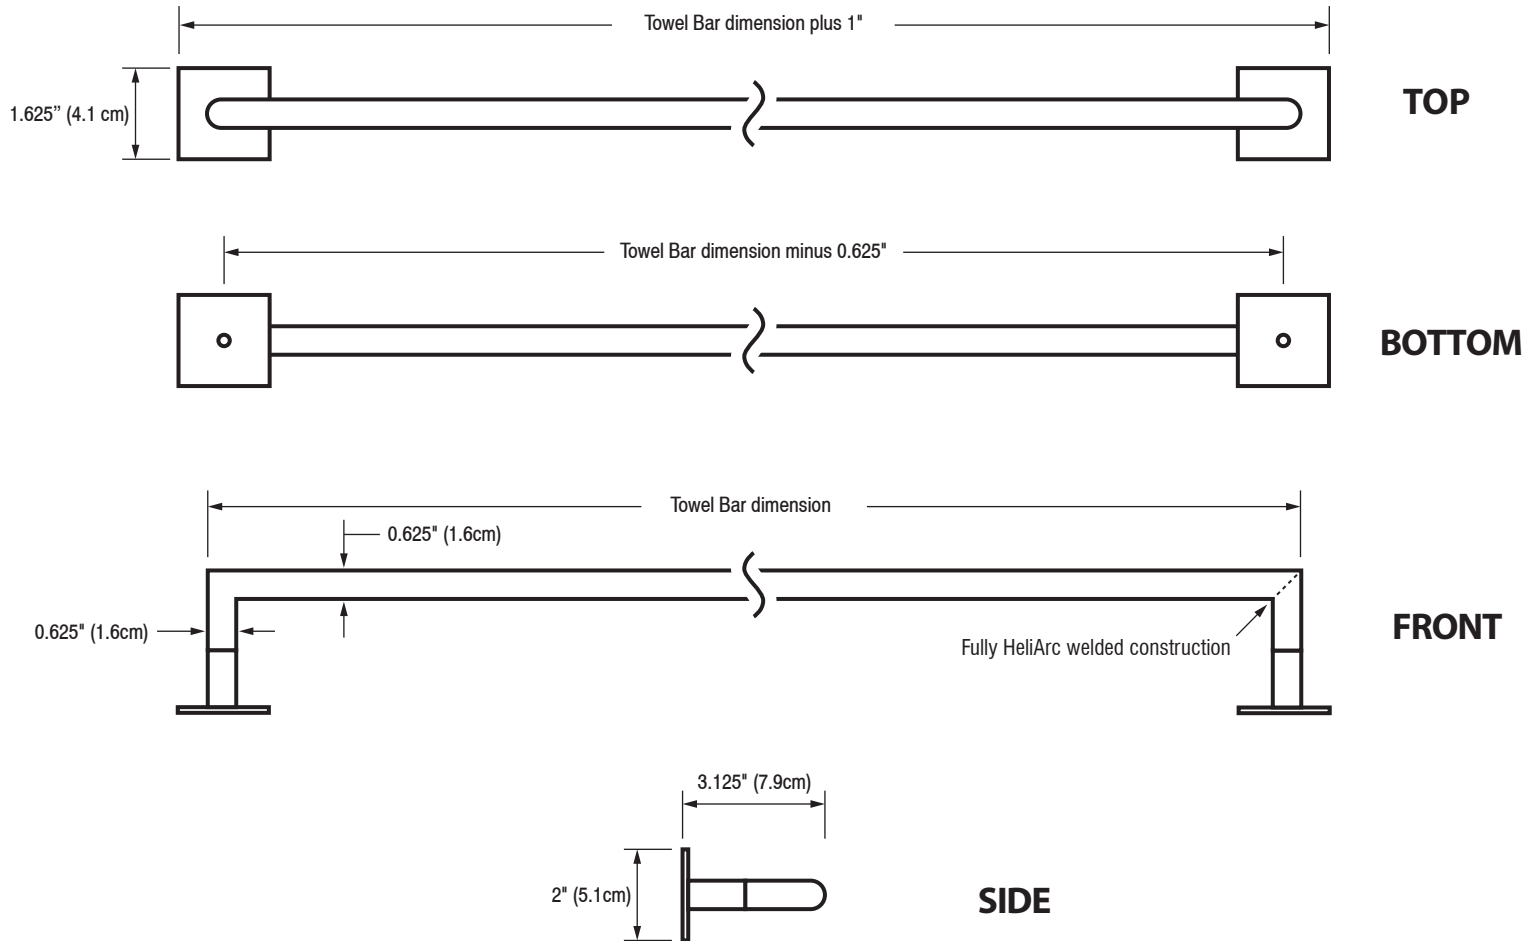 Towel Bar dimension plus 1"
1.625” (4.1 cm)
TOP
Towel Bar dimension minus 0.625"
BOTTOM
Towel Bar dimension
0.625" (1.6cm)
0.625" (1.6cm)
Fully HeliArc welded construction
FRONT
3.125" (7.9cm)
2" (5.1cm)
SIDE